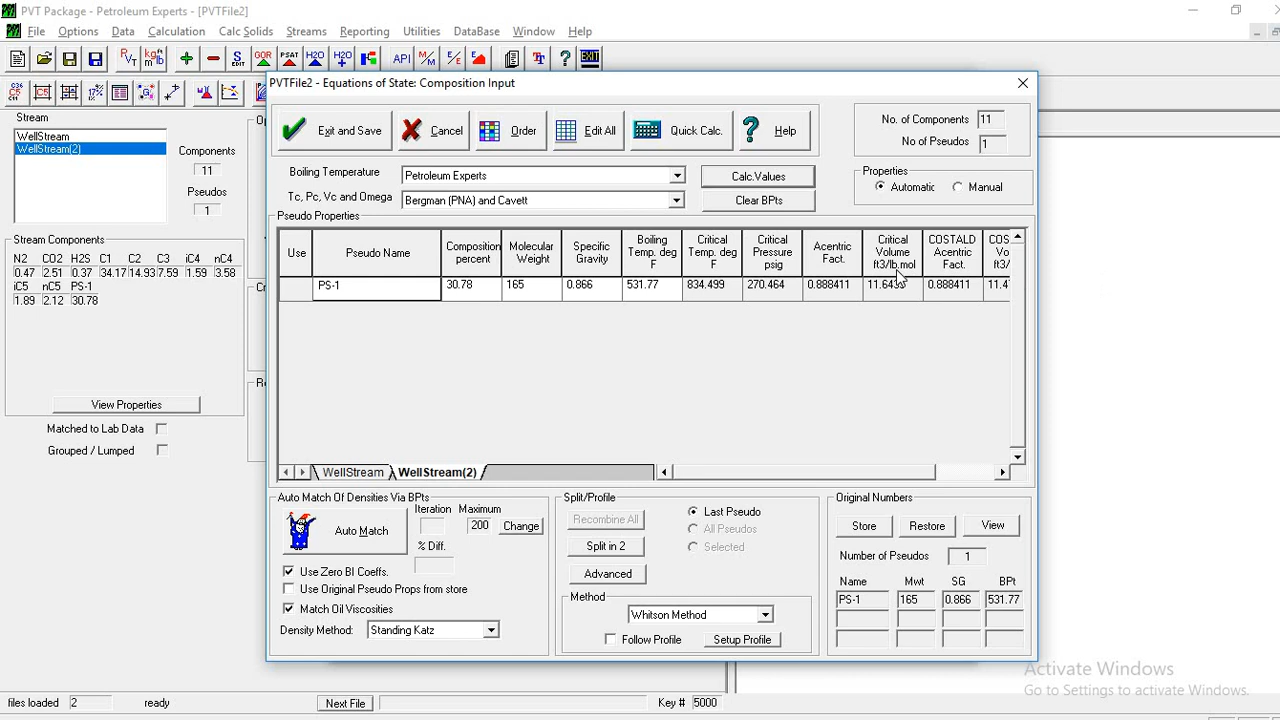 PVT Package - Petroleum Experts - [PVTFile2]
File Options Data Calculation Calc Solids Streams Reporting Utilities DataBase Window Help
PVTFile2 - Equations of State: Composition Input
Exit and Save Cancel Order Edit All Quick Calc. Help
No. of Components 11
No of Pseudos 1
Boiling Temperature Petroleum Experts Calc.Values
Tc, Pc, Vc and Omega Bergman (PNA) and Cavett Clear BPts
Properties
Automatic Manual
Pseudo Properties
Use Pseudo Name Composition percent Molecular Weight Specific Gravity Boiling Temp. deg F Critical Temp. deg F Critical Pressure psig Acentric Fact. Critical Volume ft3/lb.mol COSTALD Acentric Fact.
PS-1 30.78 165 0.866 531.77 834.499 270.464 0.888411 0.888411
WellStream WellStream(2)
Stream
WellStream
WellStream(2)
Components
11
Pseudos
1
Stream Components
N2 CO2 H2S C1 C2 C3 iC4 nC4
0.47 2.51 0.37 34.17 14.93 7.59 1.59 3.58
iC5 nC5 PS-1
1.89 2.12 30.78
View Properties
Matched to Lab Data
Grouped / Lumped
Auto Match Of Densities Via BPts
Auto Match
Iteration Maximum
200 Change
% Diff.
Use Zero BI Coeffs.
Use Original Pseudo Props from store
Match Oil Viscosities
Density Method: Standing Katz
Split/Profile
Recombine All
Split in 2
Advanced
Last Pseudo
All Pseudos
Selected
Method
Whitson Method
Follow Profile Setup Profile
Original Numbers
Store Restore View
Number of Pseudos 1
Name Mwt SG BPt
PS-1 165 0.866 531.77
Activate Windows
Go to Settings to activate Windows.
files loaded 2 ready Next File Key # 5000